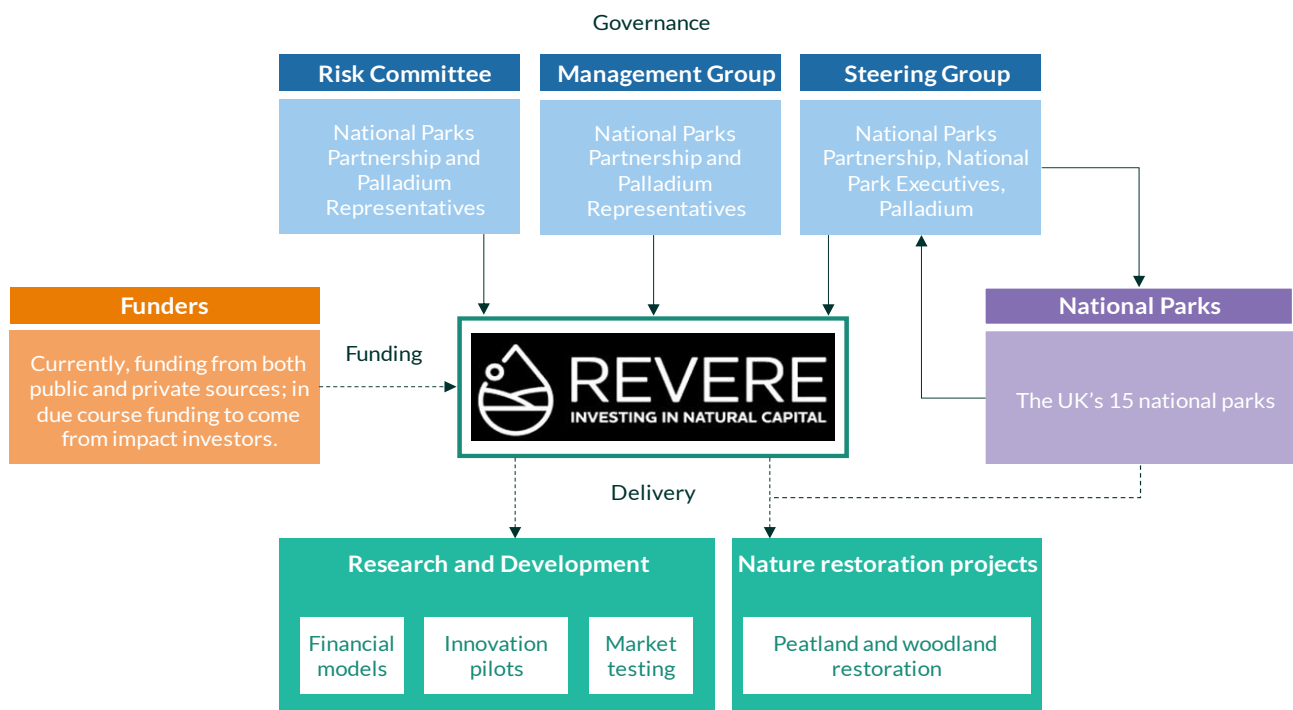 Governance
Risk Committee
National Parks
Partnership and
Palladium
Representatives
Management Group
National Parks
Partnership and
Palladium
Representatives
Steering Group
National Parks
Partnership, National
Park Executives,
Palladium
Funders
Currently, funding from both
public and private sources; in
due course funding to come
from impact investors.
Funding
REVERE
INVESTING IN NATURAL CAPITAL
National Parks
The UK’s 15 national parks
Delivery
Research and Development
Financial
models
Innovation
pilots
Market
testing
Nature restoration projects
Peatland and woodland
restoration